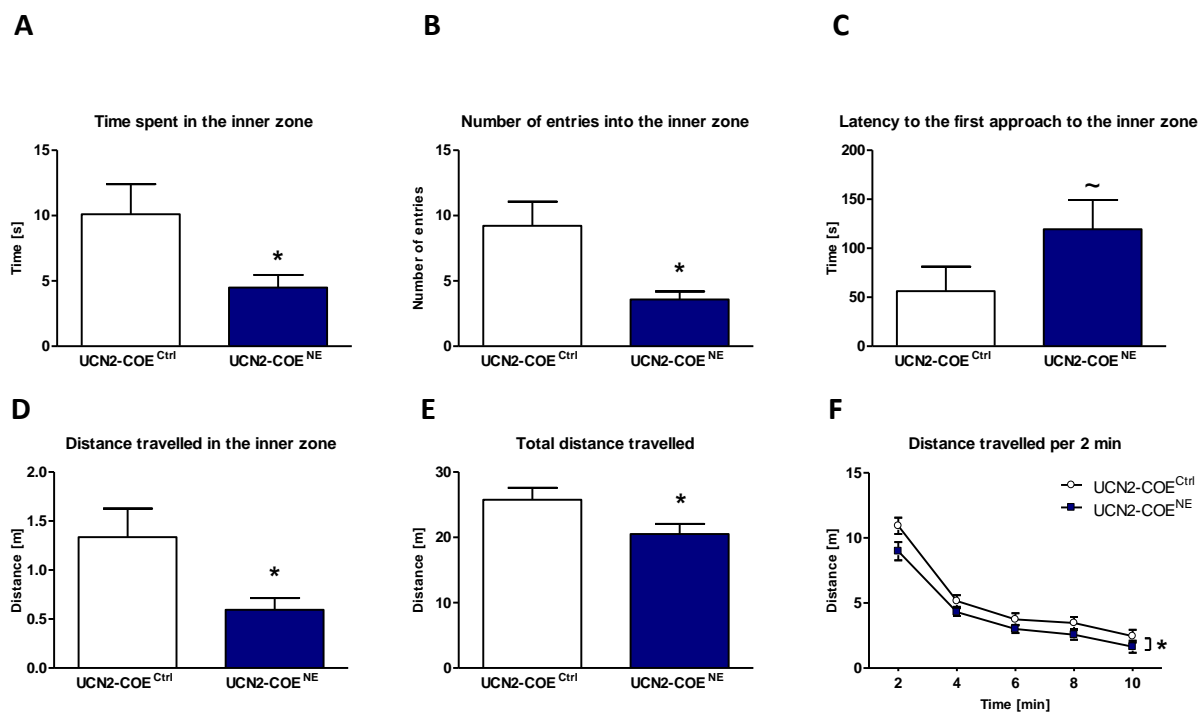 A
B
C
Time spent in the inner zone
Number of entries into the inner zone
Latency to the first approach to the inner zone
15
10
5
0
Time [s]
*
UCN2-COE^Ctrl
UCN2-COE^NE
15
10
5
0
Number of entries
*
UCN2-COE^Ctrl
UCN2-COE^NE
200
150
100
50
0
Time [s]
~
UCN2-COE^Ctrl
UCN2-COE^NE
D
E
F
Distance travelled in the inner zone
Total distance travelled
Distance travelled per 2 min
2.0
1.5
1.0
0.5
0.0
Distance [m]
*
UCN2-COE^Ctrl
UCN2-COE^NE
30
20
10
0
Distance [m]
*
UCN2-COE^Ctrl
UCN2-COE^NE
15
10
5
0
Distance [m]
UCN2-COE^Ctrl
UCN2-COE^NE
*
2 4 6 8 10
Time [min]